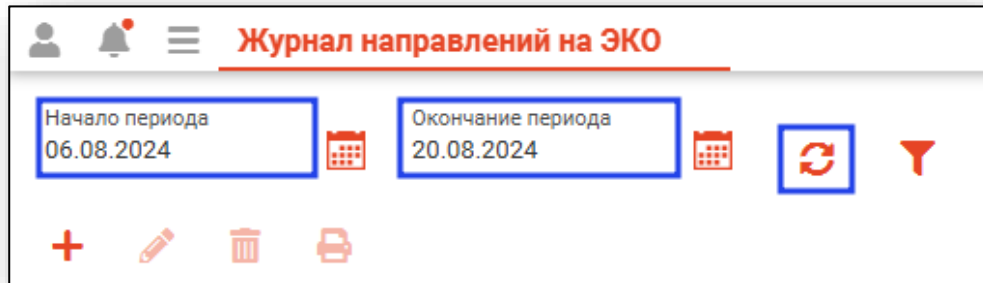 Журнал направлений на ЭКО
Начало периода
06.08.2024
Окончание периода
20.08.2024